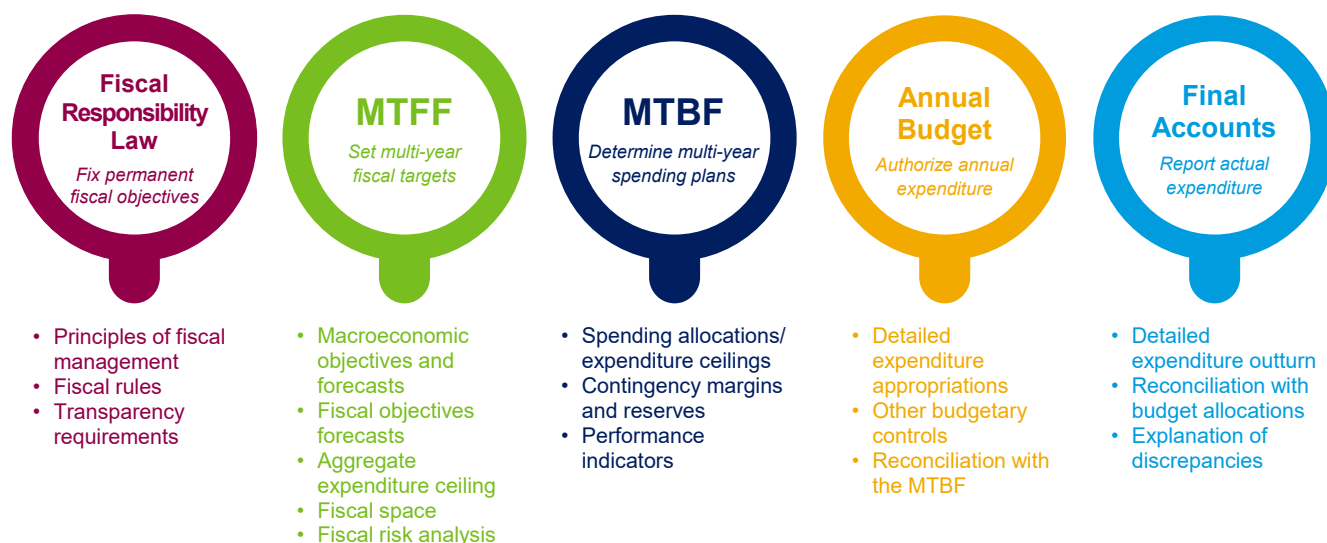 Fiscal
Responsibility
Law
Fix permanent
fiscal objectives
• Principles of fiscal
management
• Fiscal rules
• Transparency
requirements
MTFF
Set multi-year
fiscal targets
• Macroeconomic
objectives and
forecasts
• Fiscal objectives
forecasts
• Aggregate
expenditure ceiling
• Fiscal space
• Fiscal risk analysis
MTBF
Determine multi-year
spending plans
• Spending allocations/
expenditure ceilings
• Contingency margins
and reserves
• Performance
indicators
Annual
Budget
Authorize annual
expenditure
• Detailed
expenditure
appropriations
• Other budgetary
controls
• Reconciliation with
the MTBF
Final
Accounts
Report actual
expenditure
• Detailed
expenditure outturn
• Reconciliation with
budget allocations
• Explanation of
discrepancies